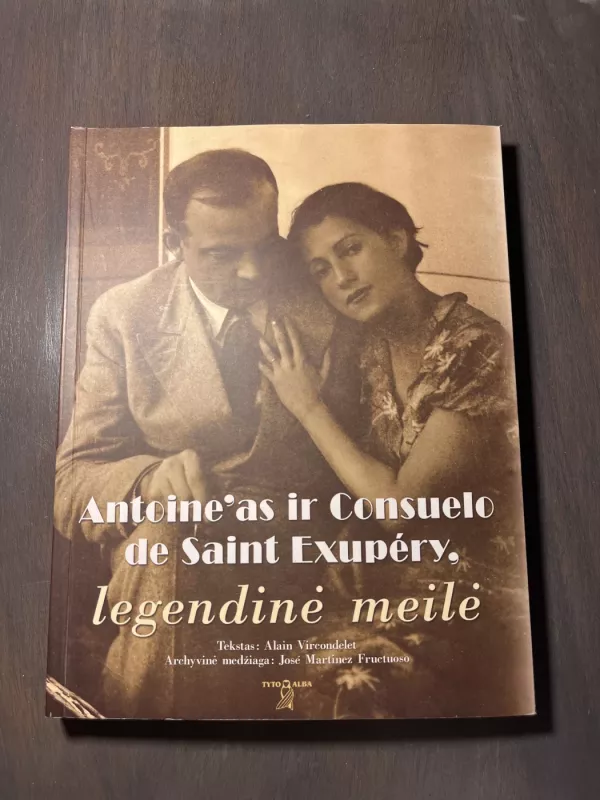 Antoine’as ir Consuelo
de Saint Exupéry,
legendinė meilė
Tekstas: Alain Vircondelet
Archyvinė medžiaga: José Martinez Fructuoso
TYTO ALBA